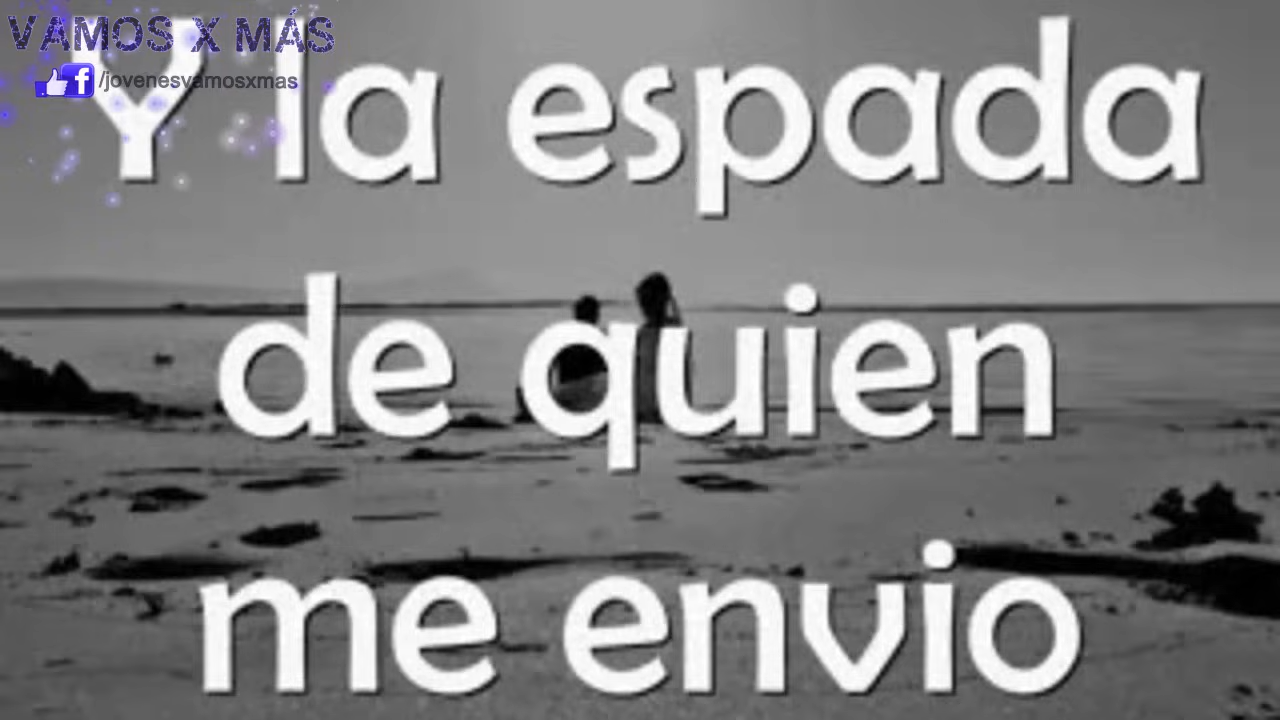 VAMOS X MÁS
/jovenesvamosxmas
Y la espada
de quien
me envio